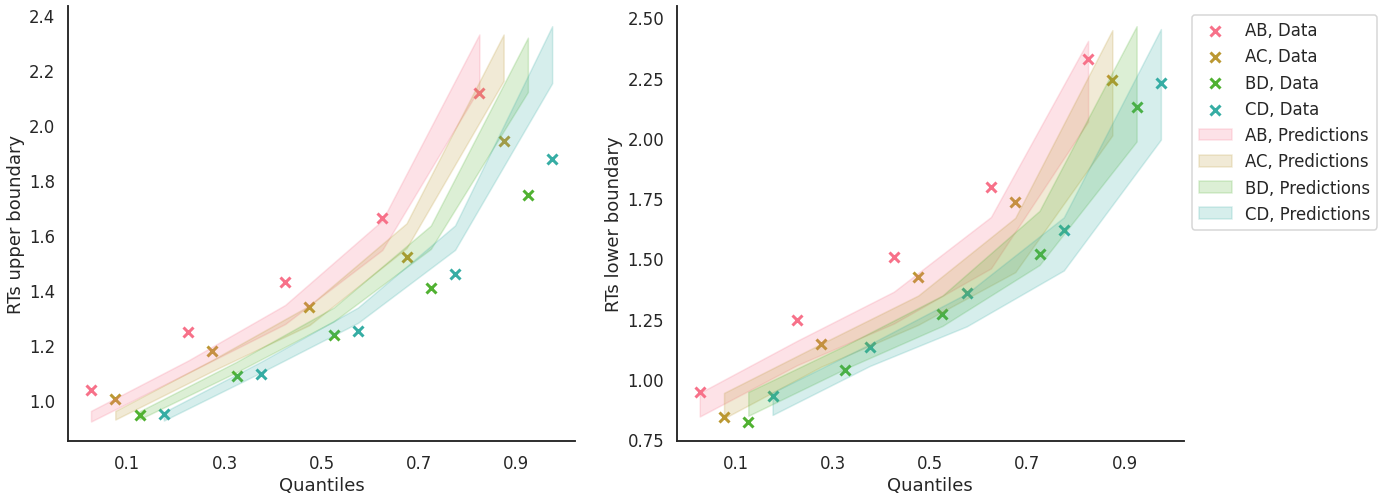 RTs upper boundary
2.4
2.2
2.0
1.8
1.6
1.4
1.2
1.0
0.1 0.3 0.5 0.7 0.9
Quantiles
RTs lower boundary
2.50
2.25
2.00
1.75
1.50
1.25
1.00
0.75
0.1 0.3 0.5 0.7 0.9
Quantiles
AB, Data
AC, Data
BD, Data
CD, Data
AB, Predictions
AC, Predictions
BD, Predictions
CD, Predictions